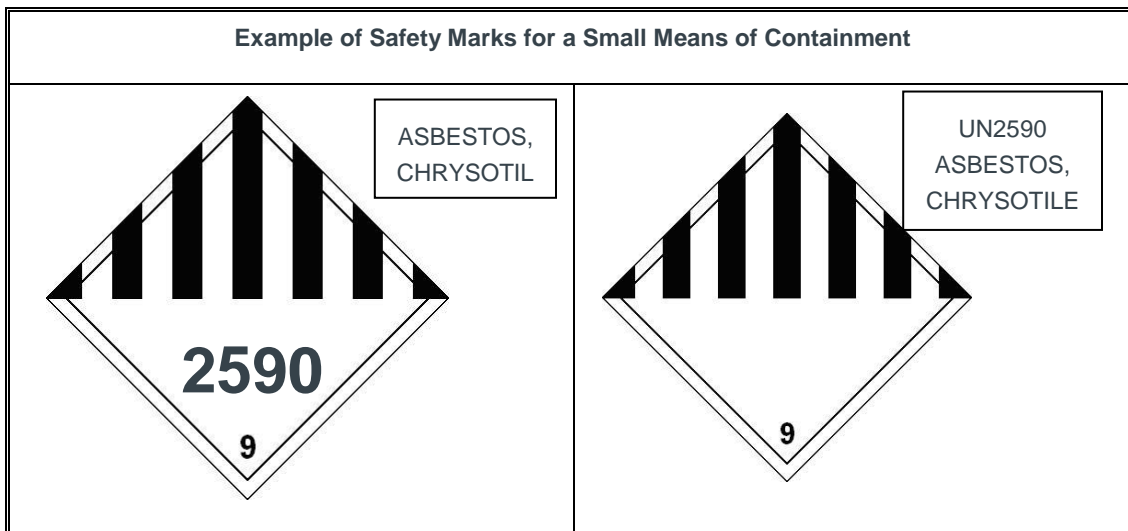 Example of Safety Marks for a Small Means of Containment
ASBESTOS,
CHRYSOTIL
2590
9
UN2590
ASBESTOS,
CHRYSOTILE
9